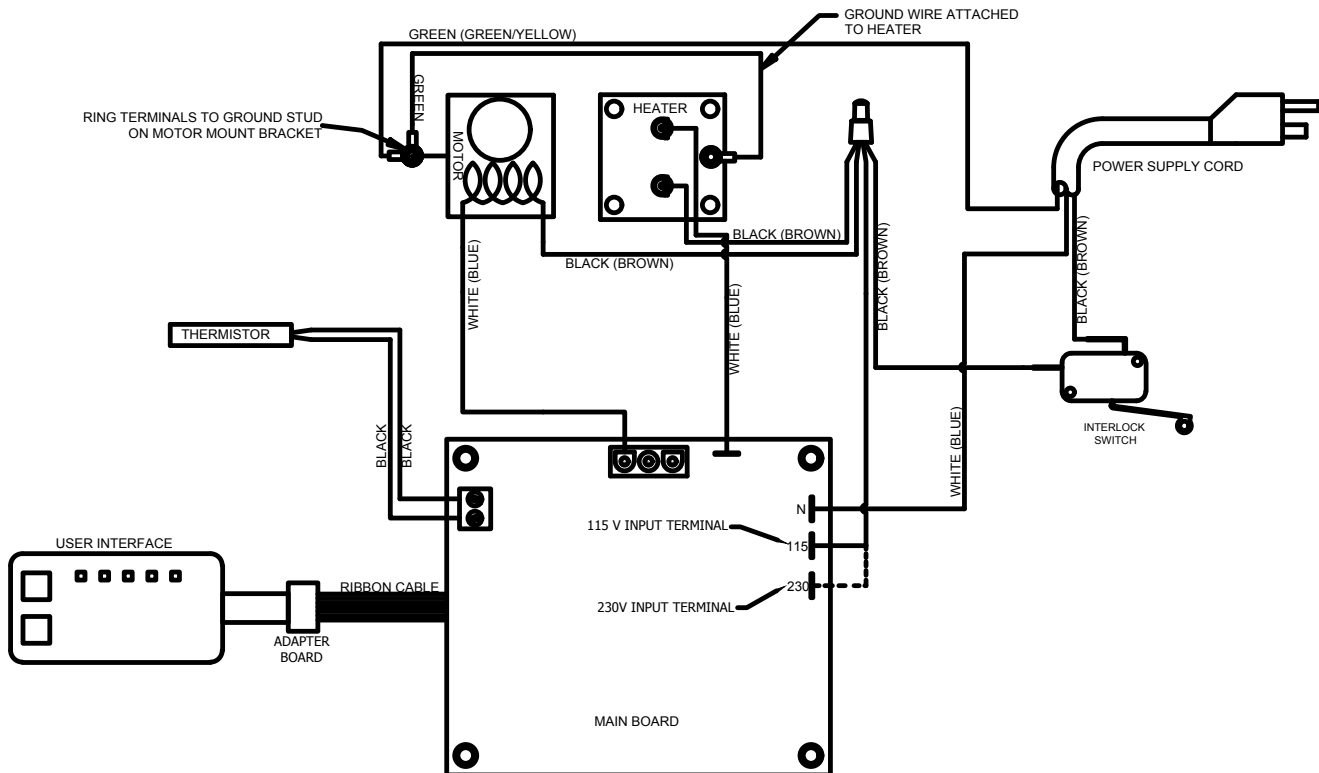 GROUND WIRE ATTACHED
TO HEATER
GREEN (GREEN/YELLOW)
GREEN
RING TERMINALS TO GROUND STUD
ON MOTOR MOUNT BRACKET
MOTOR
HEATER
POWER SUPPLY CORD
BLACK (BROWN)
BLACK (BROWN)
WHITE (BLUE)
WHITE (BLUE)
BLACK (BROWN)
BLACK (BROWN)
THERMISTOR
BLACK
BLACK
INTERLOCK
SWITCH
WHITE (BLUE)
N
115 V INPUT TERMINAL
115
230
230V INPUT TERMINAL
USER INTERFACE
RIBBON CABLE
ADAPTER
BOARD
MAIN BOARD